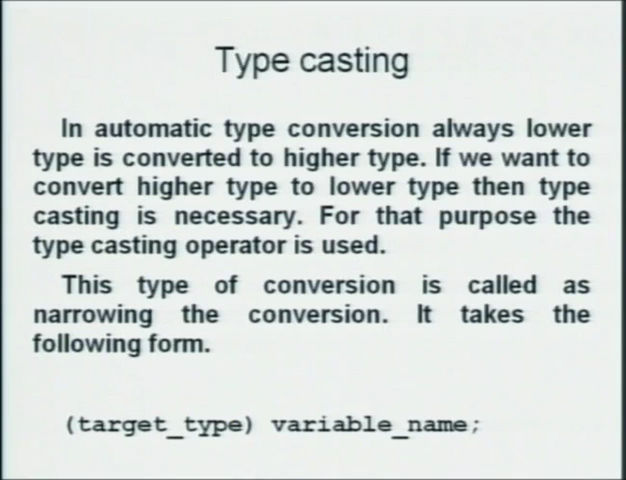 Type casting
In automatic type conversion always lower
type is converted to higher type. If we want to
convert higher type to lower type then type
casting is necessary. For that purpose the
type casting operator is used.
This type of conversion is called as
narrowing the conversion. It takes the
following form.
(target_type) variable_name;